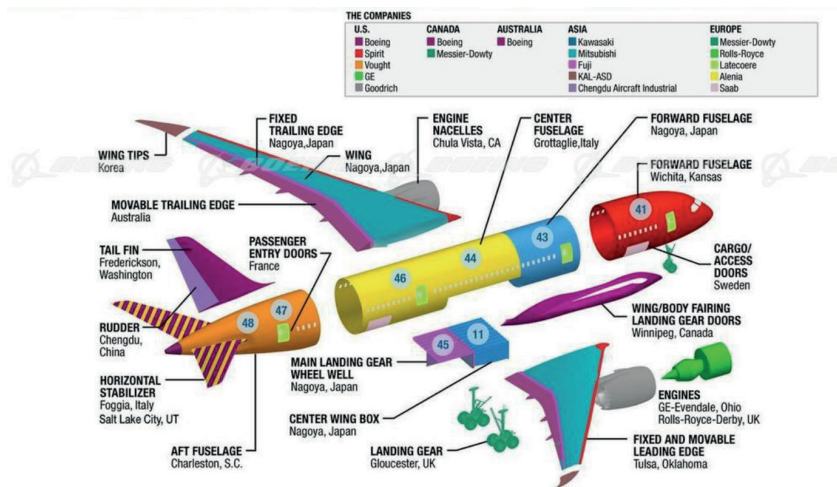 THE COMPANIES
U.S.
Boeing
Spirit
Vought
GE
Goodrich
CANADA
Boeing
Messier-Dowty
AUSTRALIA
Boeing
ASIA
Kawasaki
Mitsubishi
Fuji
KAL-ASD
Chengdu Aircraft Industrial
EUROPE
Messier-Dowty
Rolls-Royce
Latecoere
Alenia
Saab
WING TIPS
Korea
FIXED
TRAILING EDGE
Nagoya,Japan
WING
Nagoya,Japan
ENGINE
NACELLES
Chula Vista, CA
CENTER
FUSELAGE
Grottaglie,Italy
FORWARD FUSELAGE
Nagoya, Japan
FORWARD FUSELAGE
Wichita, Kansas
BOEING
BOEING
BOEING
BOEING
MOVABLE TRAILING EDGE
Australia
41
43
44
46
TAIL FIN
Frederickson,
Washington
PASSENGER
ENTRY DOORS
France
CARGO/
ACCESS
DOORS
Sweden
47
48
RUDDER
Chengdu,
China
11
45
WING/BODY FAIRING
LANDING GEAR DOORS
Winnipeg, Canada
MAIN LANDING GEAR
WHEEL WELL
Nagoya, Japan
HORIZONTAL
STABILIZER
Foggia, Italy
Salt Lake City, UT
CENTER WING BOX
Nagoya, Japan
ENGINES
GE-Evendale, Ohio
Rolls-Royce-Derby, UK
AFT FUSELAGE
Charleston, S.C.
LANDING GEAR
Gloucester, UK
FIXED AND MOVABLE
LEADING EDGE
Tulsa, Oklahoma